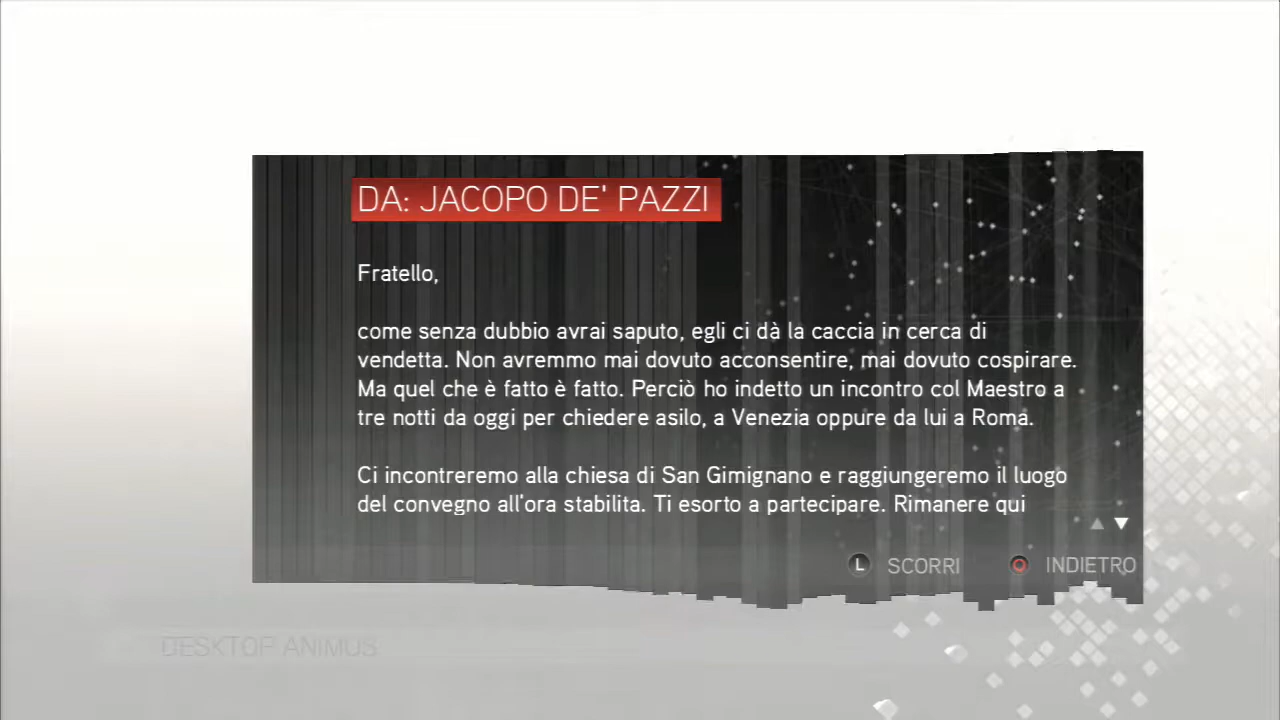 DA: JACOPO DE' PAZZI
Fratello,
come senza dubbio avrai saputo, egli ci dà la caccia in cerca di
vendetta. Non avremmo mai dovuto acconsentire, mai dovuto cospirare.
Ma quel che è fatto è fatto. Perciò ho indetto un incontro col Maestro a
tre notti da oggi per chiedere asilo, a Venezia oppure da lui a Roma.
Ci incontreremo alla chiesa di San Gimignano e raggiungeremo il luogo
del convegno all'ora stabilita. Ti esorto a partecipare. Rimanere qui
L SCORRI INDIETRO
DESKTOP ANIMUS